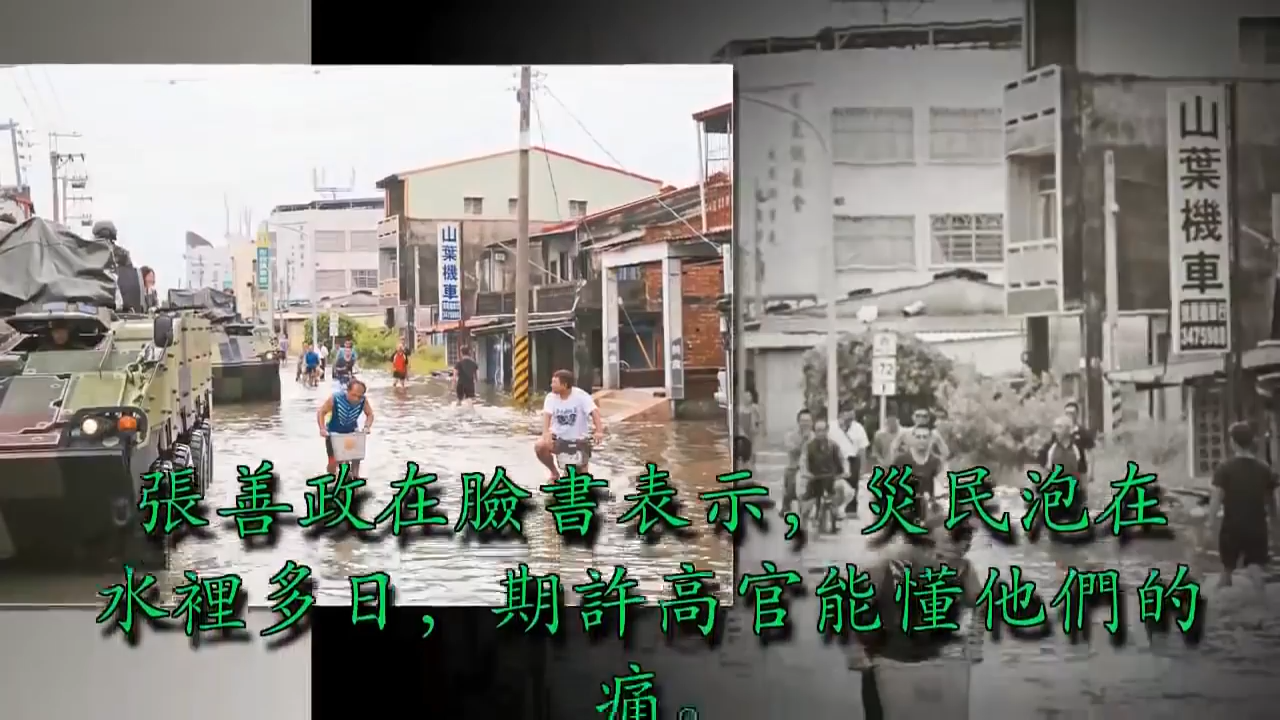 山葉機車
山葉機車
3475908
72
張善政在臉書表示，災民泡在
水裡多日，期許高官能懂他們的
痛。